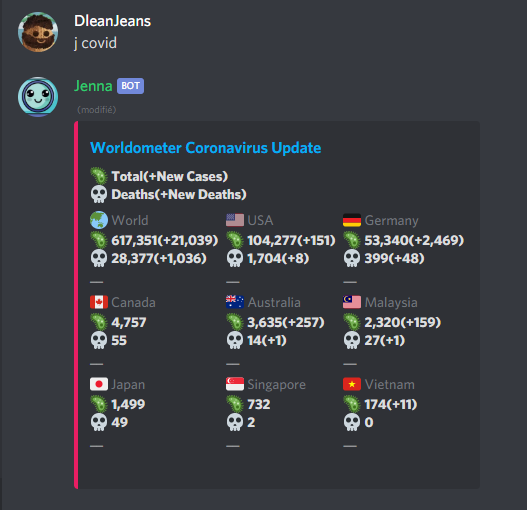 DleanJeans
j covid
Jenna BOT
(modifié)
Worldometer Coronavirus Update
Total(+New Cases)
Deaths(+New Deaths)
World USA Germany
617,351(+21,039) 104,277(+151) 53,340(+2,469)
28,377(+1,036) 1,704(+8) 399(+48)
— — —
Canada Australia Malaysia
4,757 3,635(+257) 2,320(+159)
55 14(+1) 27(+1)
— — —
Japan Singapore Vietnam
1,499 732 174(+11)
49 2 0
— — —